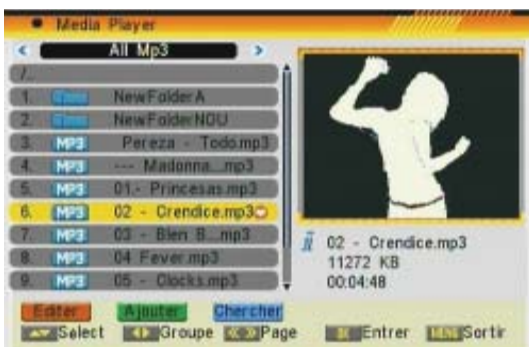 Media Player
All Mp3
/..
1. NewFolderA
2. NewFolderNOU
3. MP3 Pereza - Todo.mp3
4. MP3 --- Madonna...mp3
5. MP3 01.- Princesas.mp3
6. MP3 02 - Crendice.mp3
7. MP3 03 - Bien B...mp3
8. MP3 04 Fever.mp3
9. MP3 05 - Clocks.mp3
02 - Crendice.mp3
11272 KB
00:04:48
Editer Ajouter Chercher
Select Groupe Page Entrer MENU Sortir